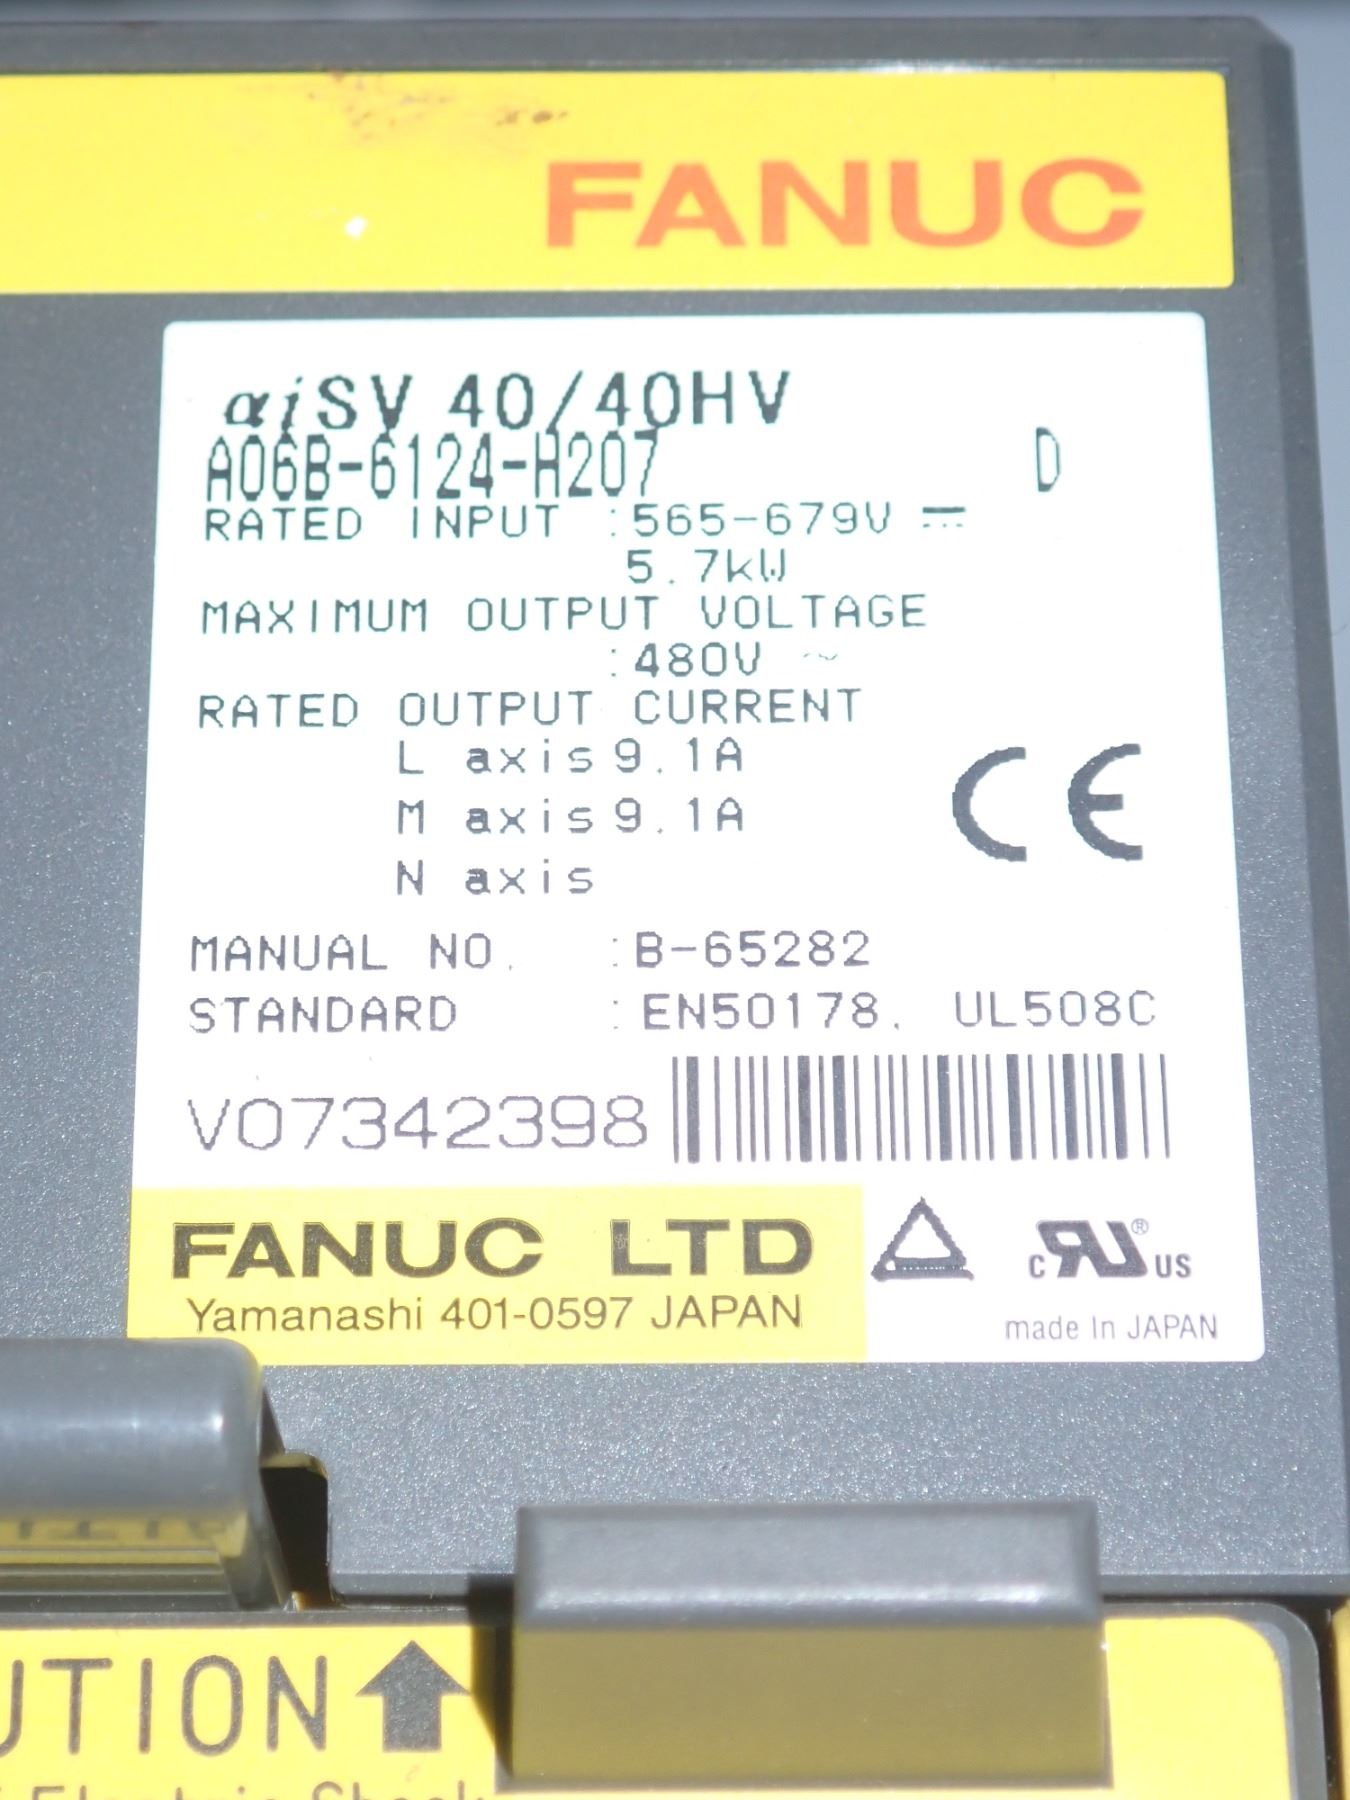 FANUC
αiSV 40/40HV
A06B-6124-H207 D
RATED INPUT :565-679V ⎓
5.7kW
MAXIMUM OUTPUT VOLTAGE
:480V ~
RATED OUTPUT CURRENT
L axis 9.1A
M axis 9.1A
N axis
CE
MANUAL NO. :B-65282
STANDARD :EN50178. UL508C
V07342398
FANUC LTD
Yamanashi 401-0597 JAPAN
c RU ® US
made In JAPAN
UTION